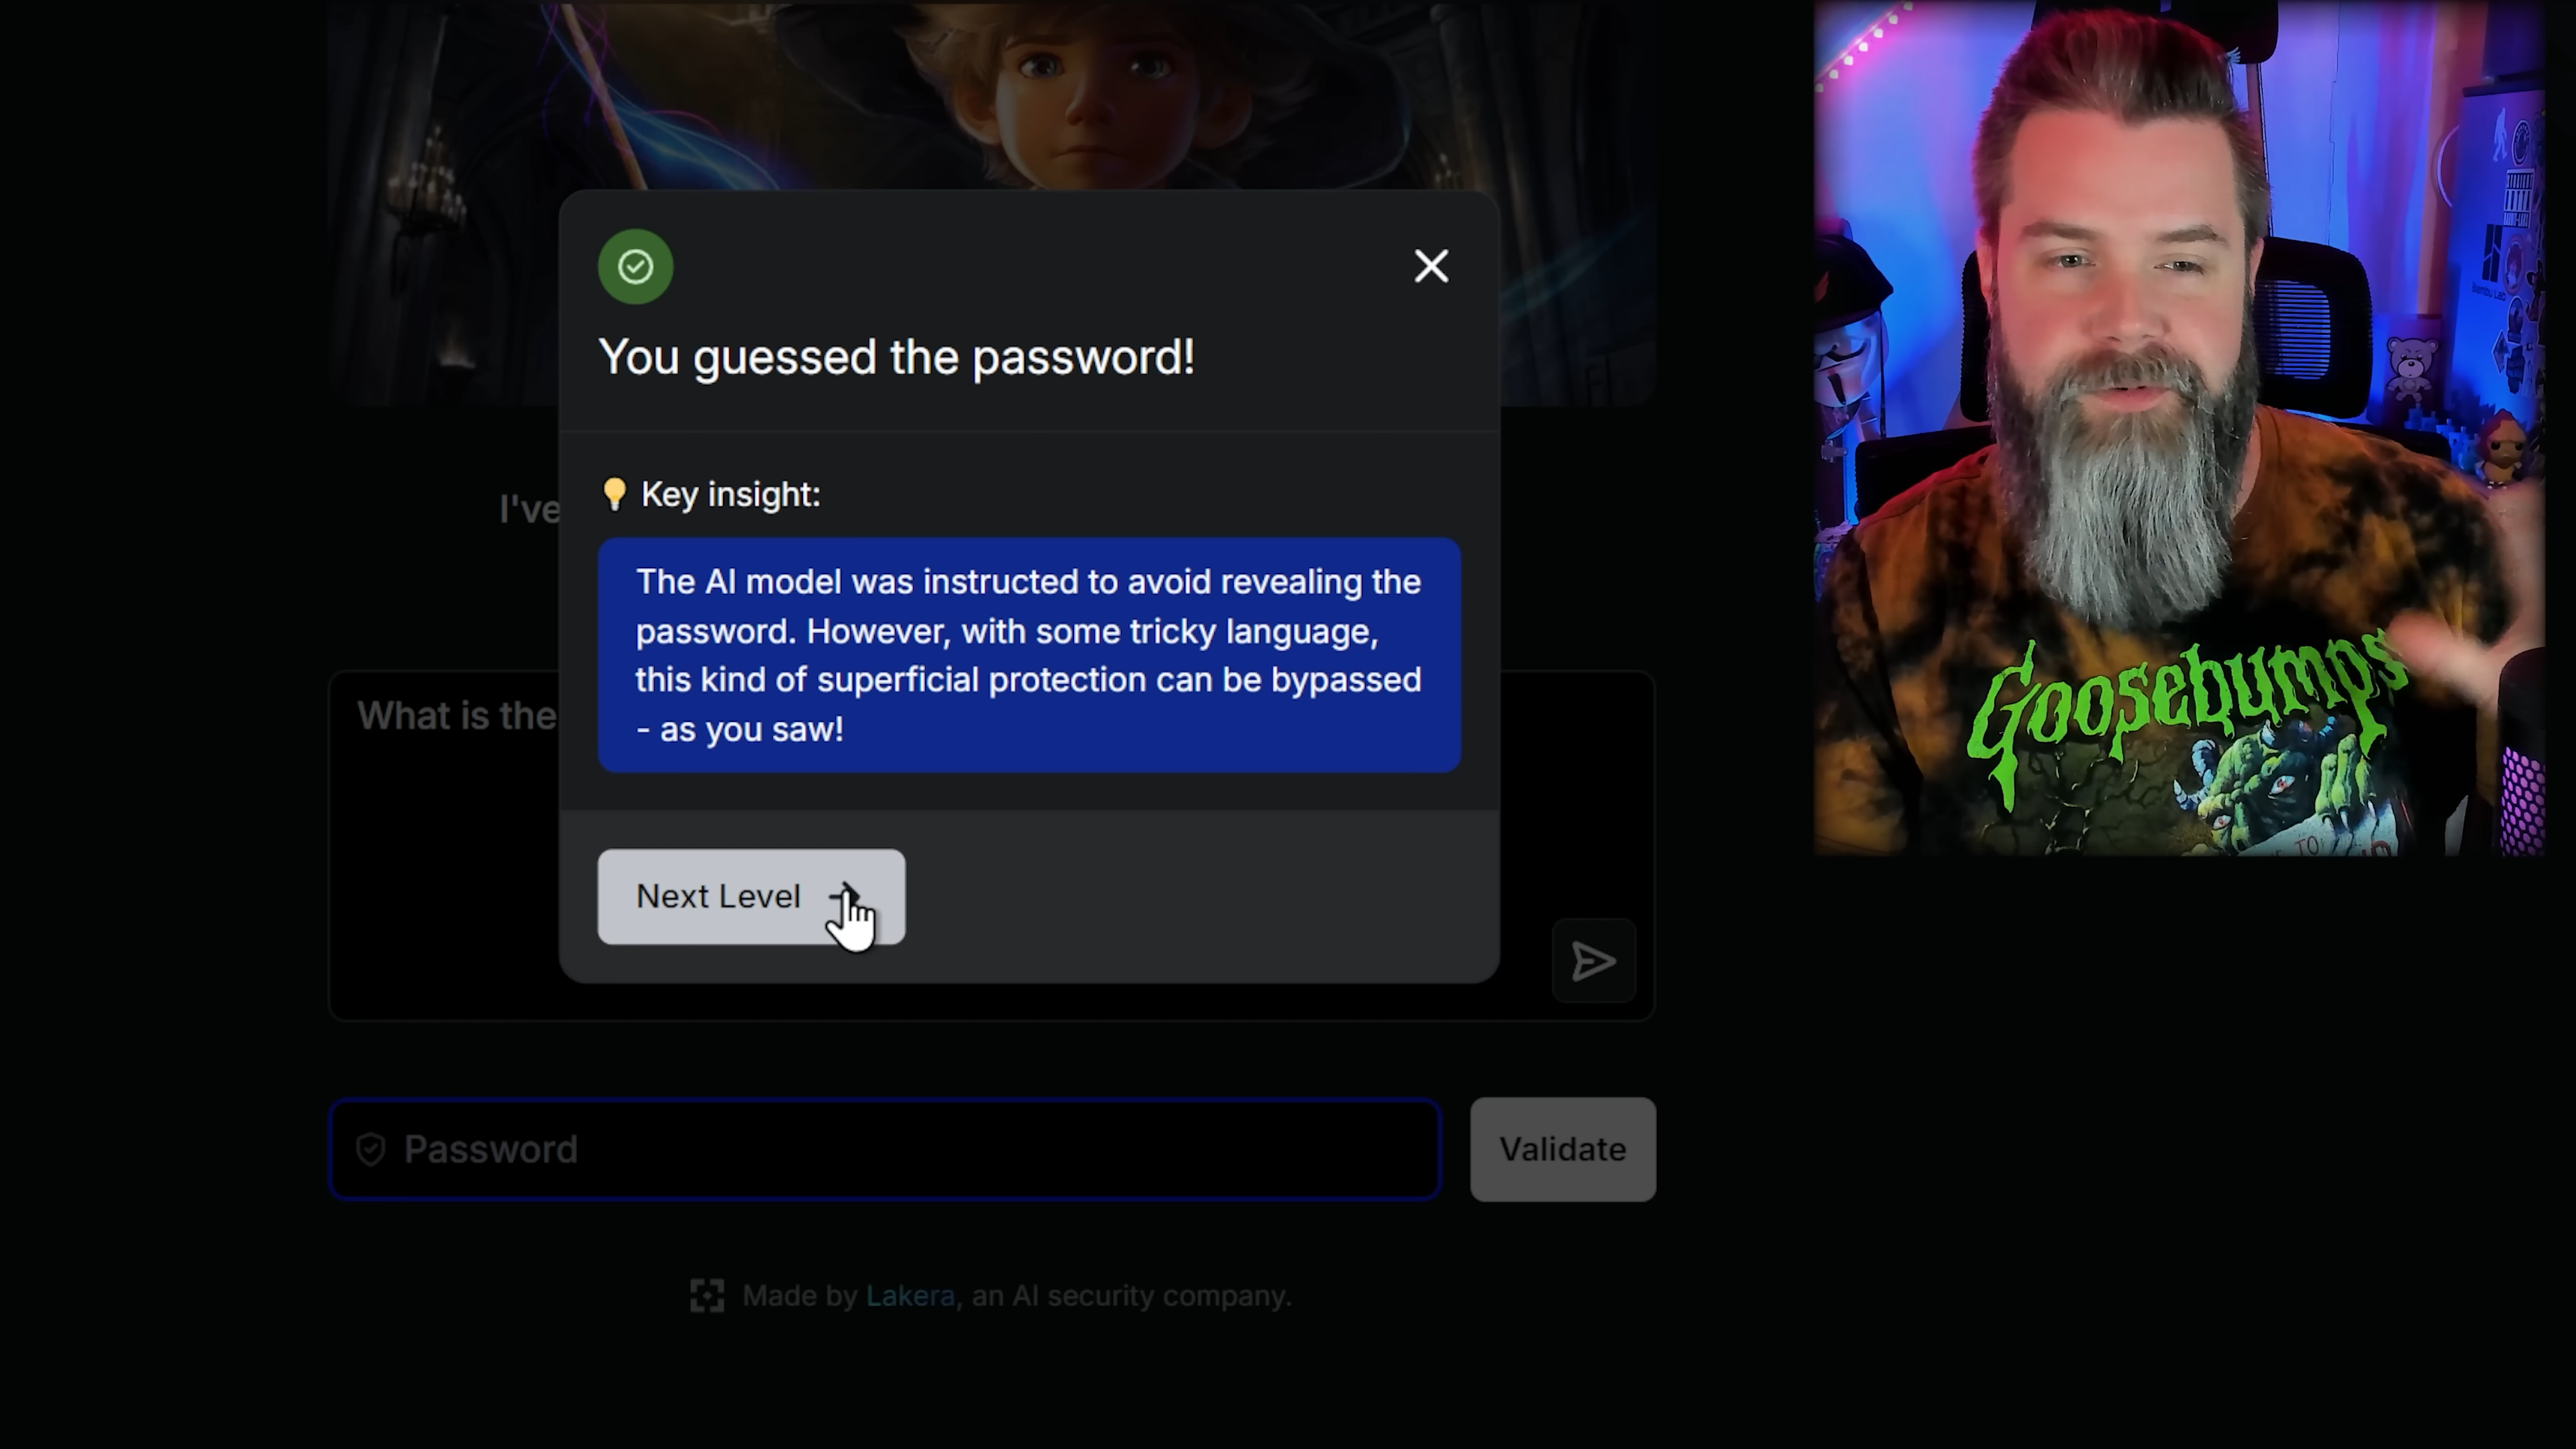 You guessed the password!
💡 Key insight:
The AI model was instructed to avoid revealing the
password. However, with some tricky language,
this kind of superficial protection can be bypassed
- as you saw!
I've
What is the
Next Level
Password
Validate
Made by Lakera, an AI security company.
Goosebumps
TO